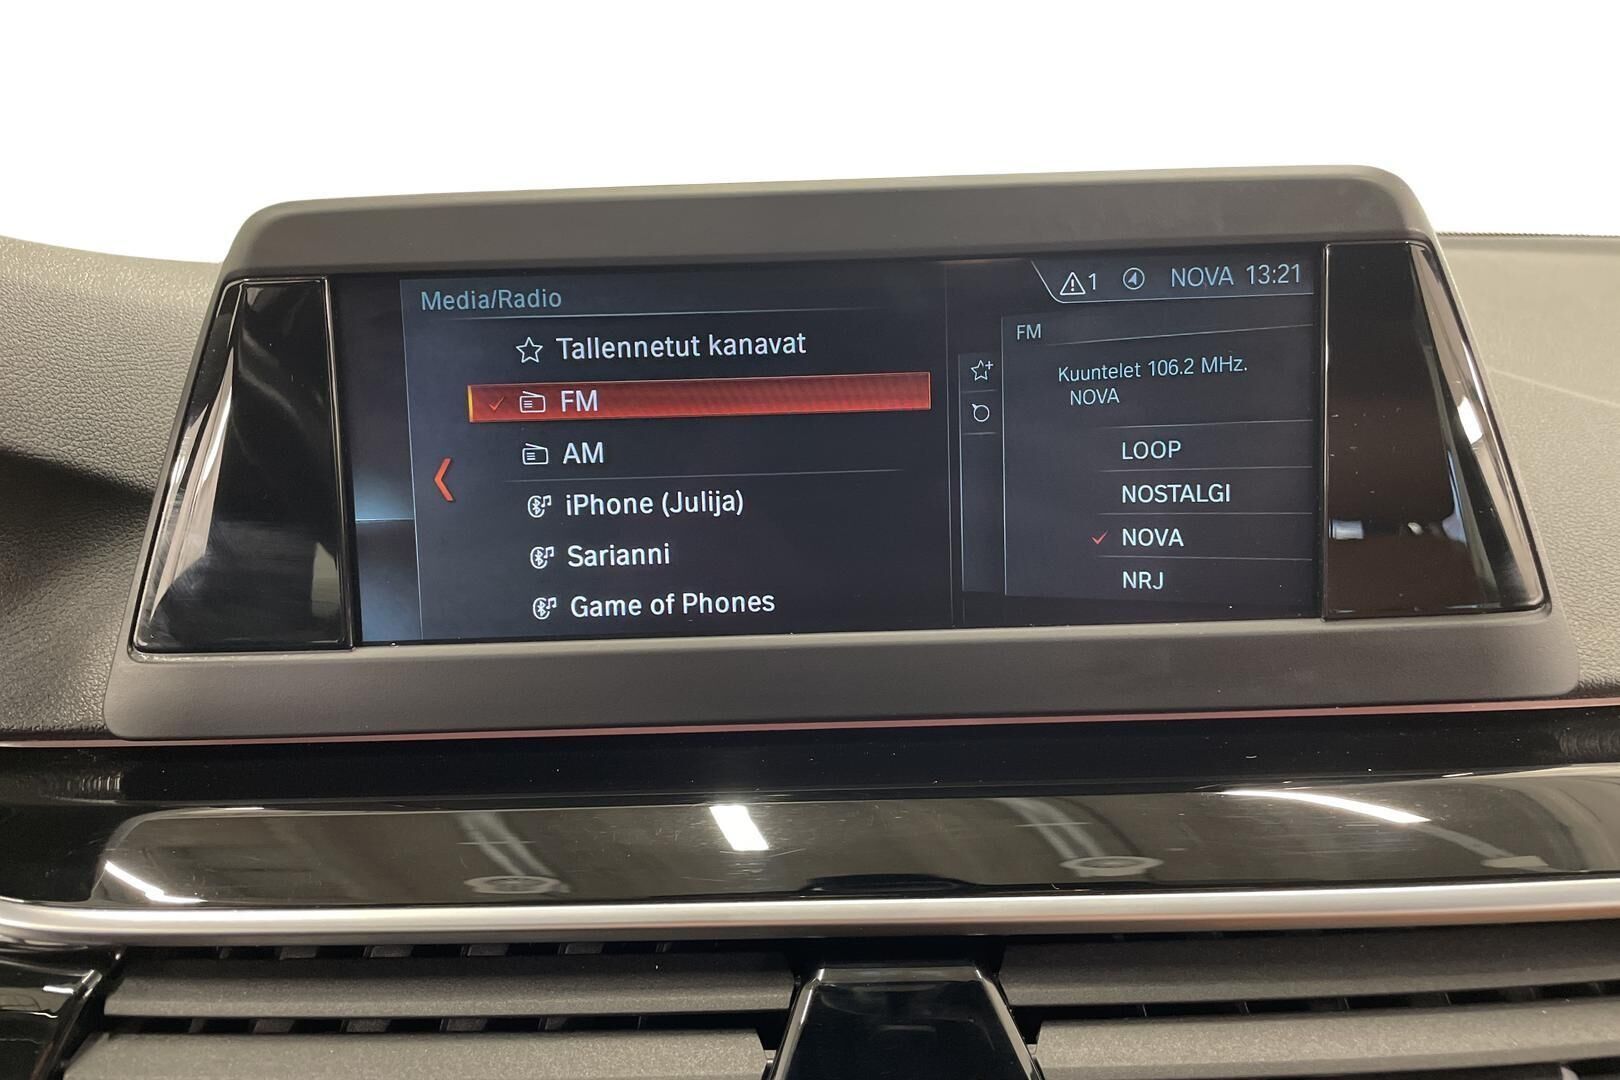 Media/Radio
1 NOVA 13:21
Tallennetut kanavat
FM
AM
iPhone (Julija)
Sarianni
Game of Phones
FM
Kuuntelet 106.2 MHz.
NOVA
LOOP
NOSTALGI
NOVA
NRJ